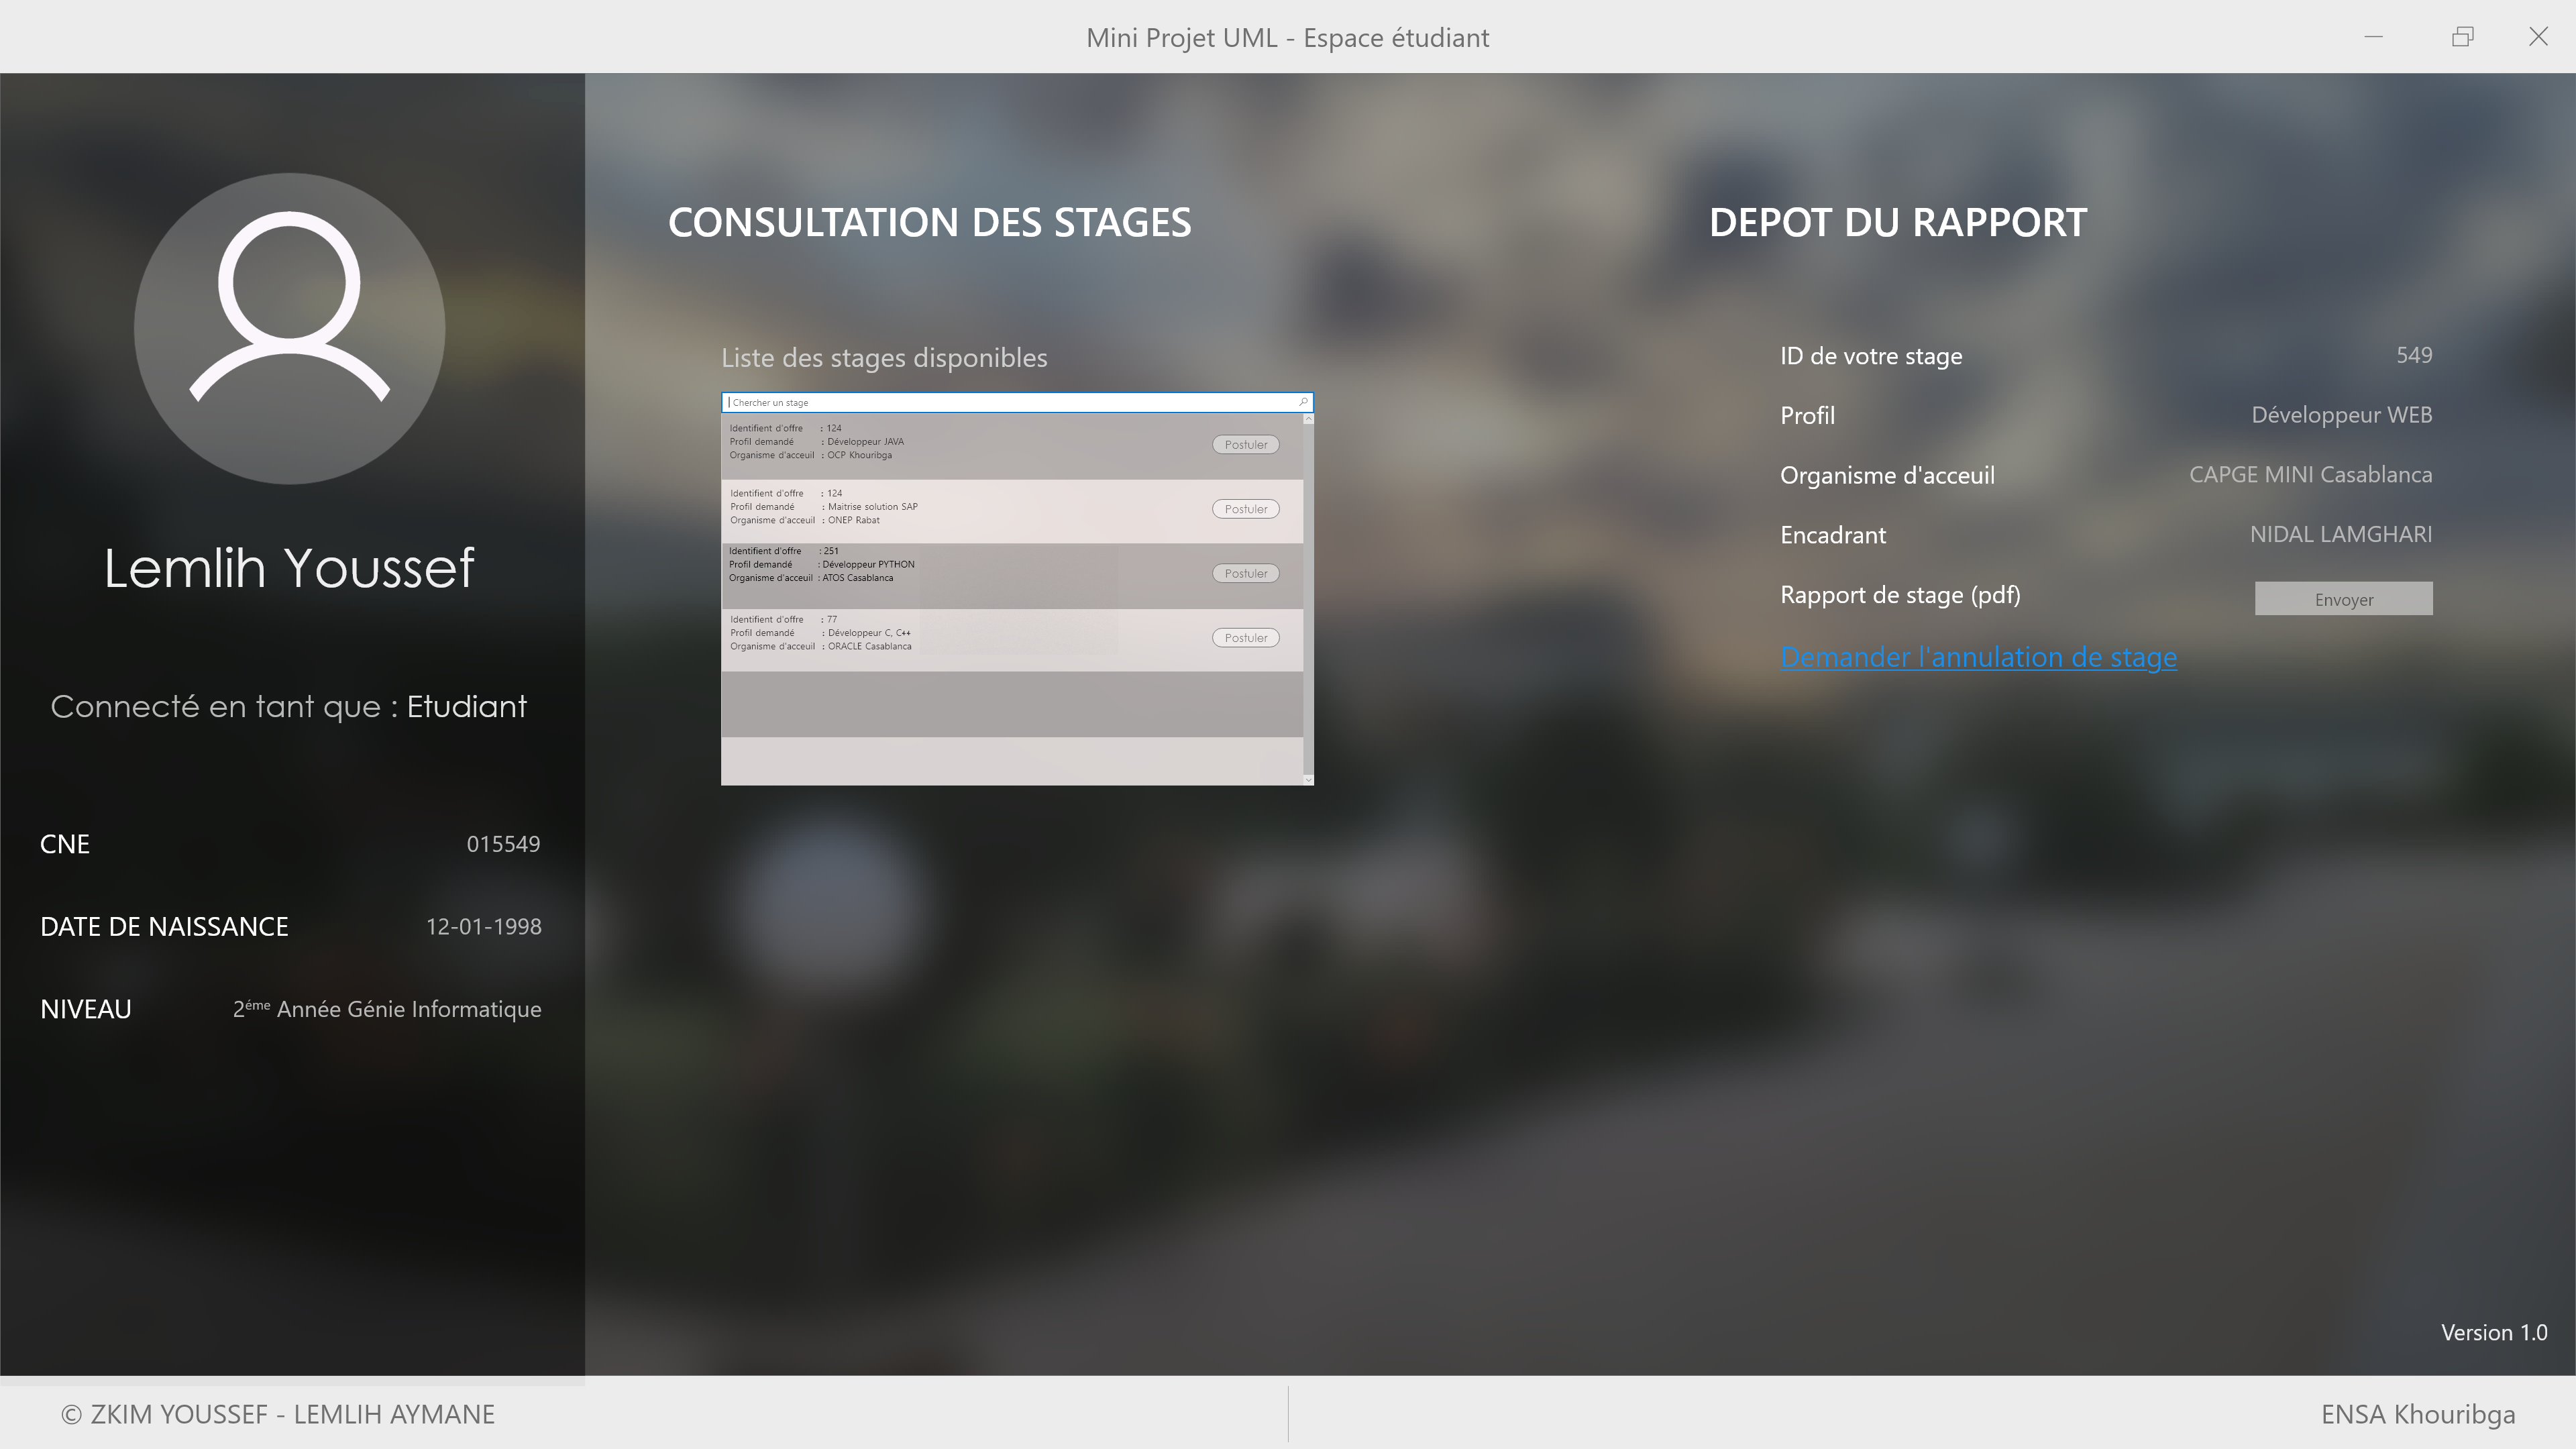 Mini Projet UML - Espace étudiant
Lemlih Youssef
Connecté en tant que : Etudiant
CNE 015549
DATE DE NAISSANCE 12-01-1998
NIVEAU 2éme Année Génie Informatique
CONSULTATION DES STAGES
Liste des stages disponibles
Chercher un stage
Identifient d'offre : 124
Profil demandé : Développeur JAVA
Organisme d'acceuil : OCP Khouribga
Postuler
Identifient d'offre : 124
Profil demandé : Maitrise solution SAP
Organisme d'acceuil : ONEP Rabat
Postuler
Identifient d'offre : 251
Profil demandé : Développeur PYTHON
Organisme d'acceuil : ATOS Casablanca
Postuler
Identifient d'offre : 77
Profil demandé : Développeur C, C++
Organisme d'acceuil : ORACLE Casablanca
Postuler
DEPOT DU RAPPORT
ID de votre stage 549
Profil Développeur WEB
Organisme d'acceuil CAPGE MINI Casablanca
Encadrant NIDAL LAMGHARI
Rapport de stage (pdf) Envoyer
Demander l'annulation de stage
Version 1.0
© ZKIM YOUSSEF - LEMLIH AYMANE
ENSA Khouribga